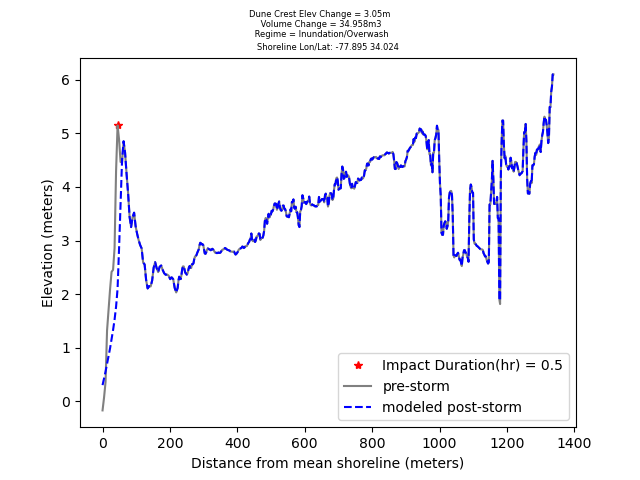 Dune Crest Elev Change = 3.05m
Volume Change = 34.958m3
Regime = Inundation/Overwash
Shoreline Lon/Lat: -77.895 34.024
6
5
4
3
2
1
0
Elevation (meters)
Impact Duration(hr) = 0.5
pre-storm
modeled post-storm
0 200 400 600 800 1000 1200 1400
Distance from mean shoreline (meters)